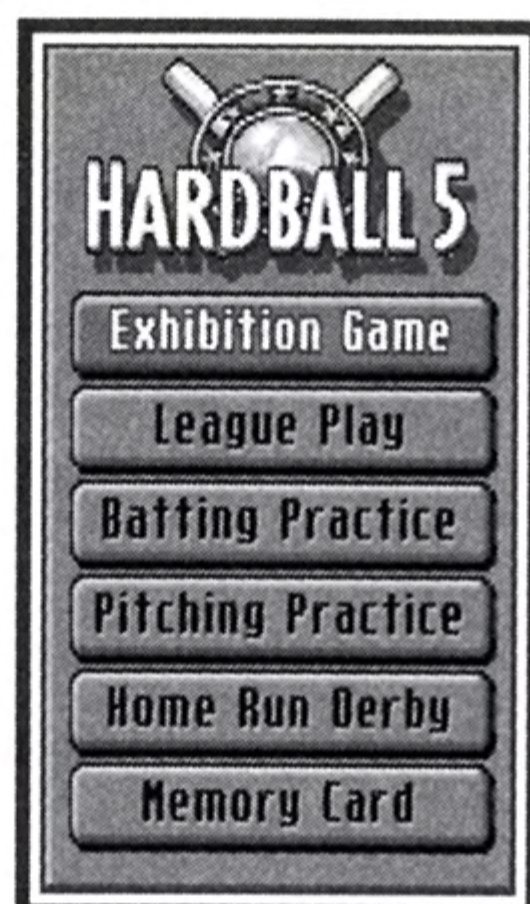 HARDBALL 5
Exhibition Game
League Play
Batting Practice
Pitching Practice
Home Run Derby
Memory Card